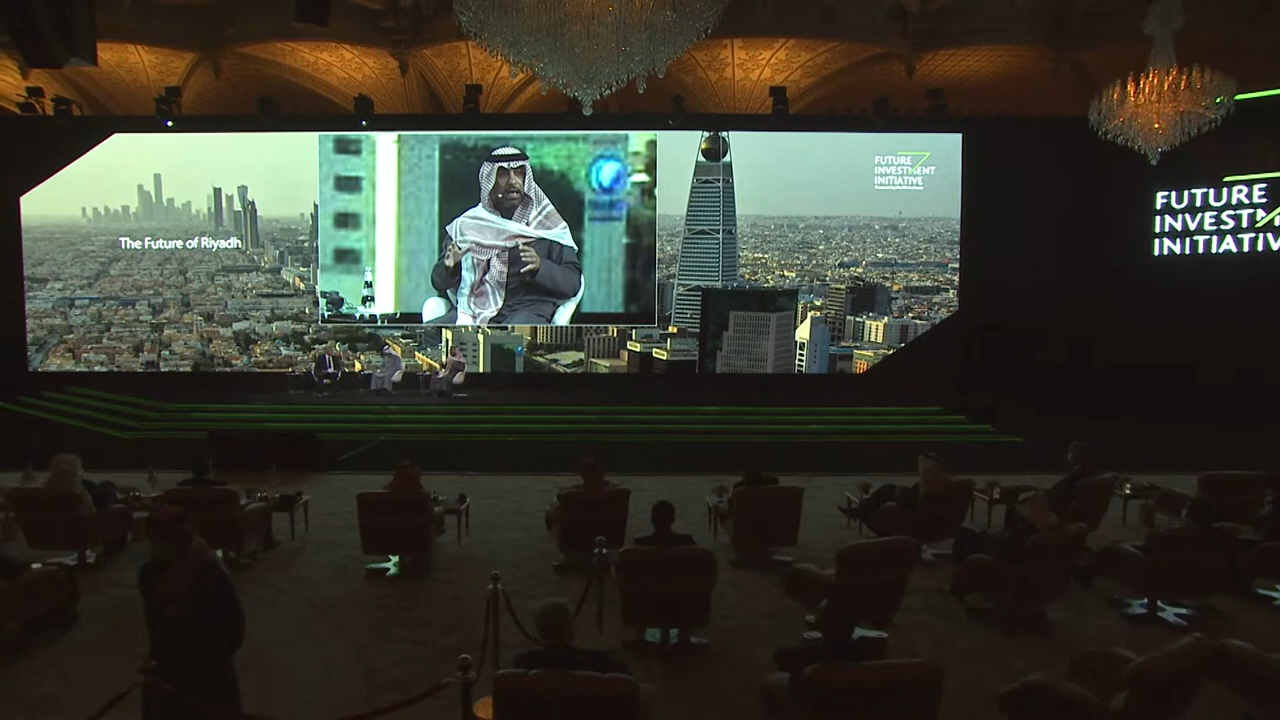 The Future of Riyadh
FUTURE
INVESTMENT
INITIATIVE
FUTURE
INVESTM
INITIATIV